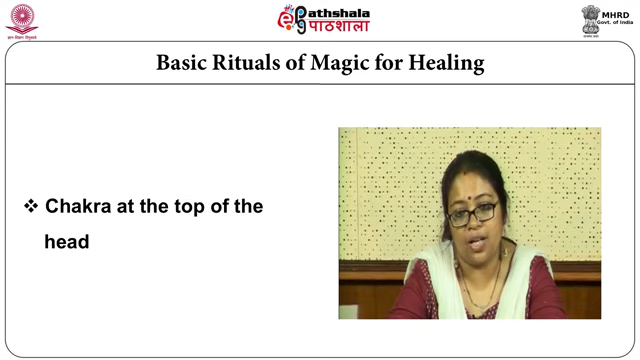 ePathshala
पाठशाला
MHRD
Govt. of India
Basic Rituals of Magic for Healing
❖ Chakra at the top of the
head